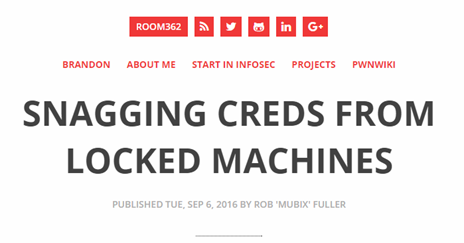 ROOM362
BRANDON ABOUT ME START IN INFOSEC PROJECTS PWNWIKI
SNAGGING CREDS FROM
LOCKED MACHINES
PUBLISHED TUE, SEP 6, 2016 BY ROB 'MUBIX' FULLER